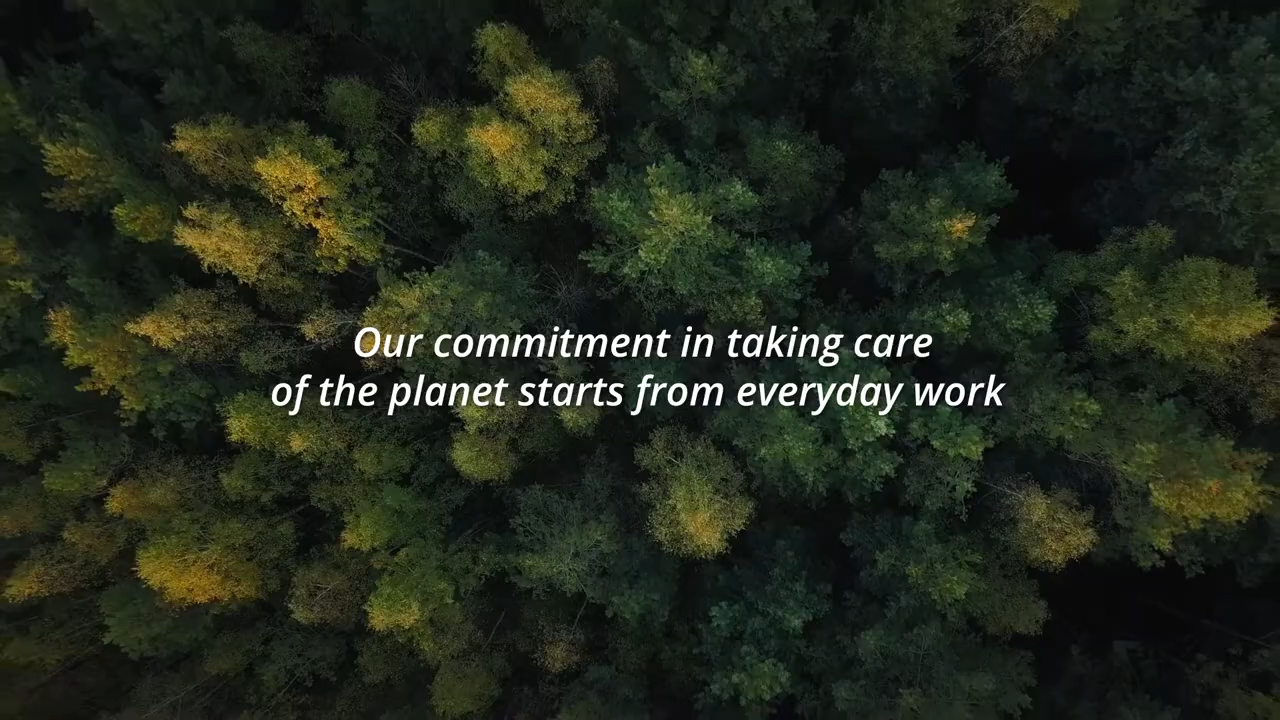 Our commitment in taking care
of the planet starts from everyday work